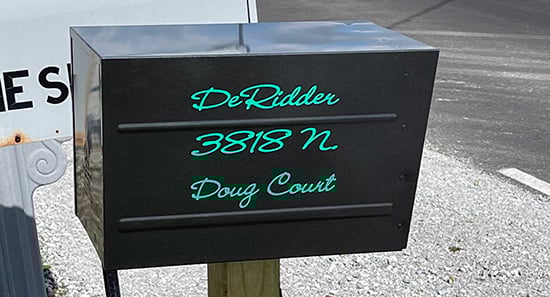 DeRidder
3818 N.
Doug Court